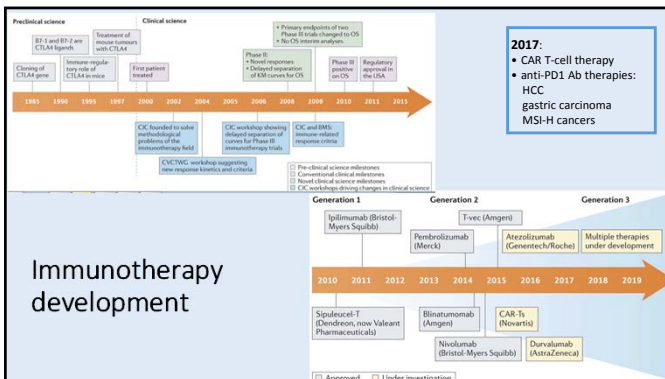 Preclinical science
Clinical science
B7-1 and B7-2 are
CTLA4 ligands
Treatment of
mouse tumours
with CTLA4
• Primary endpoints of two
Phase III trials changed to OS
• No OS interim analyses
Cloning of
CTLA4 gene
Immune-regula-
tory role of
CTLA4 in mice
First patient
treated
Phase II:
• Novel responses
• Delayed separation
of KM curves for OS
Phase III
positive
on OS
Regulatory
approval in
the USA
1985
1990
1995
1997
2000
2002
2004
2006
2008
2009
2010
2011
2015
CIC founded to solve
methodological
problems of the
immunotherapy field
CIC workshop showing
delayed separation of
curves for Phase III
immunotherapy trials
CIC and BMS:
immune-related
response criteria
CVCTWG workshop suggesting
new response kinetics and criteria
Pre-clinical science milestones
Conventional clinical milestones
Novel clinical science milestones
CIC workshops driving changes in clinical science
2017:
• CAR T-cell therapy
• anti-PD1 Ab therapies:
HCC
gastric carcinoma
MSI-H cancers
Immunotherapy
development
Generation 1
Generation 2
Generation 3
Ipilimumab (Bristol-
Myers Squibb)
T-vec (Amgen)
Pembrolizumab
(Merck)
Atezolizumab
(Genentech/Roche)
Multiple therapies
under development
2010
2011
2012
2013
2014
2015
2016
2017
2018
2019
Sipuleucel-T
(Dendreon, now Valeant
Pharmaceuticals)
Blinatumomab
(Amgen)
CAR-Ts
(Novartis)
Nivolumab
(Bristol-Myers Squibb)
Durvalumab
(AstraZeneca)
Approved
Under investigation